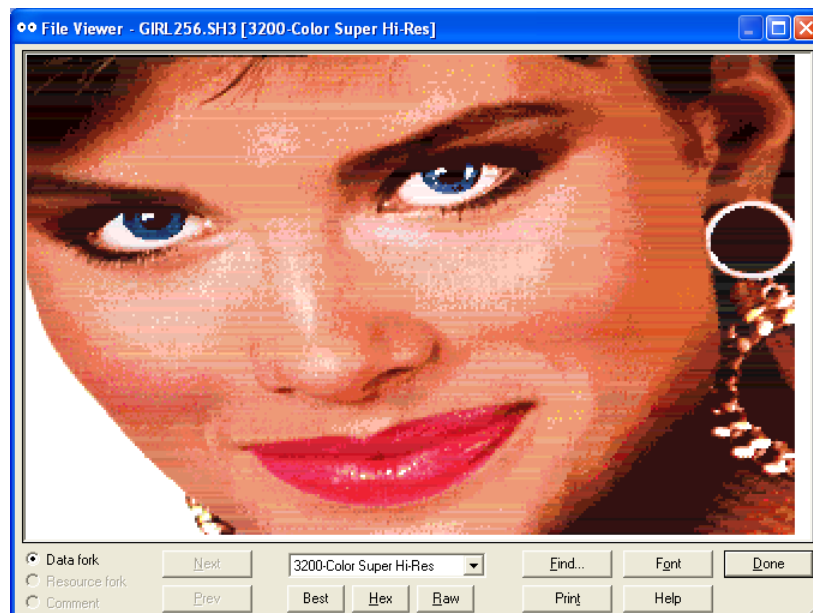 File Viewer - GIRL256.SH3 [3200-Color Super Hi-Res]
Data fork
Resource fork
Comment
Next
Prev
3200-Color Super Hi-Res
Best
Hex
Raw
Find...
Font
Done
Print
Help